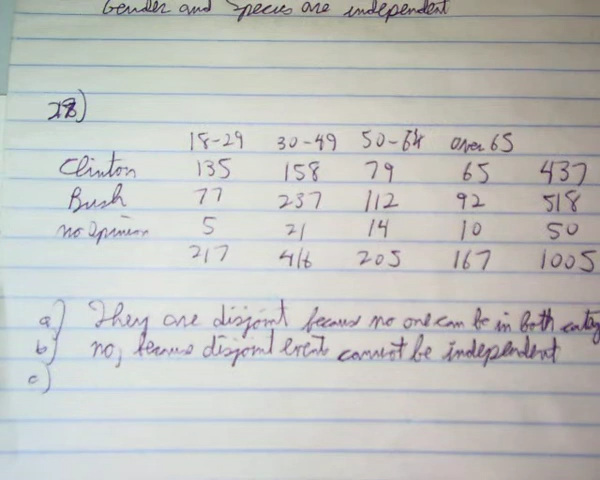 Gender and Species are independent
28)
18-29 30-49 50-64 over 65
Clinton 135 158 79 65 437
Bush 77 237 112 92 518
no opinion 5 21 14 10 50
217 416 205 167 1005
a) They are disjoint because no one can be in both categ
b) no, because disjoint events cannot be independent
c)